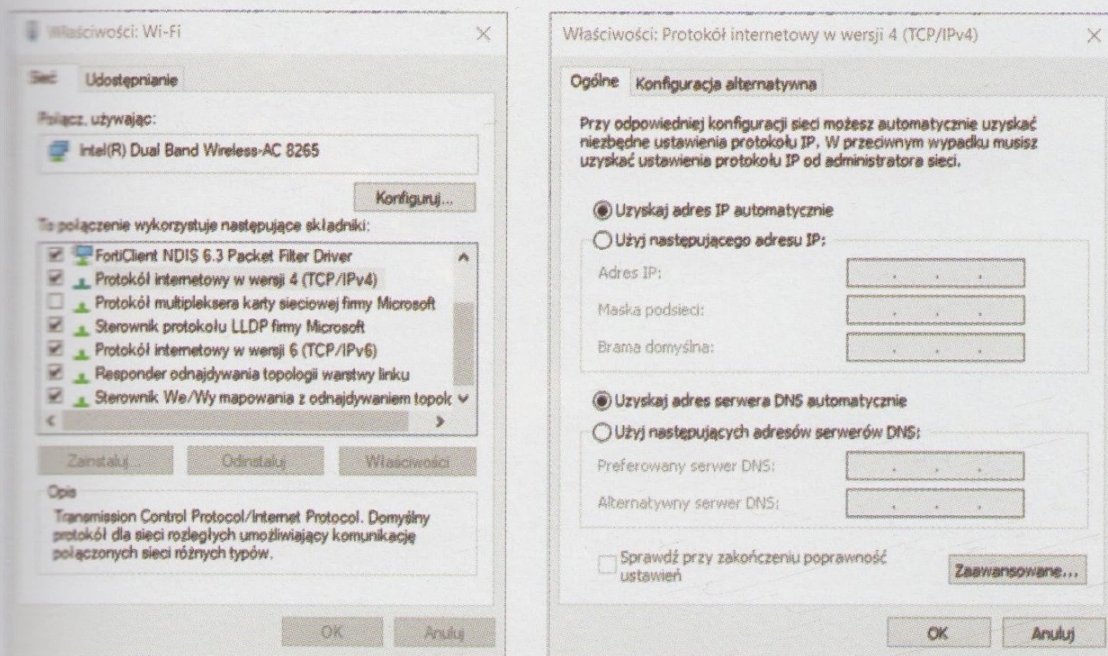 Właściwości: Wi-Fi
Sieć Udostępnianie
Połącz, używając:
Intel(R) Dual Band Wireless-AC 8265
Konfiguruj...
To połączenie wykorzystuje następujące składniki:
FortiClient NDIS 6.3 Packet Filter Driver
Protokół internetowy w wersji 4 (TCP/IPv4)
Protokół multipleksera karty sieciowej firmy Microsoft
Sterownik protokołu LLDP firmy Microsoft
Protokół internetowy w wersji 6 (TCP/IPv6)
Responder odnajdywania topologii warstwy linku
Sterownik We/Wy mapowania z odnajdywaniem topolo
Zainstaluj... Odinstaluj Właściwości
Opis
Transmission Control Protocol/Internet Protocol. Domyślny
protokół dla sieci rozległych umożliwiający komunikację
połączonych sieci różnych typów.
OK Anuluj
Właściwości: Protokół internetowy w wersji 4 (TCP/IPv4)
Ogólne Konfiguracja alternatywna
Przy odpowiedniej konfiguracji sieci możesz automatycznie uzyskać
niezbędne ustawienia protokołu IP. W przeciwnym wypadku musisz
uzyskać ustawienia protokołu IP od administratora sieci.
Uzyskaj adres IP automatycznie
Użyj następującego adresu IP:
Adres IP:
Maska podsieci:
Brama domyślna:
Uzyskaj adres serwera DNS automatycznie
Użyj następujących adresów serwerów DNS:
Preferowany serwer DNS:
Alternatywny serwer DNS:
Sprawdź przy zakończeniu poprawność
ustawień
Zaawansowane...
OK Anuluj